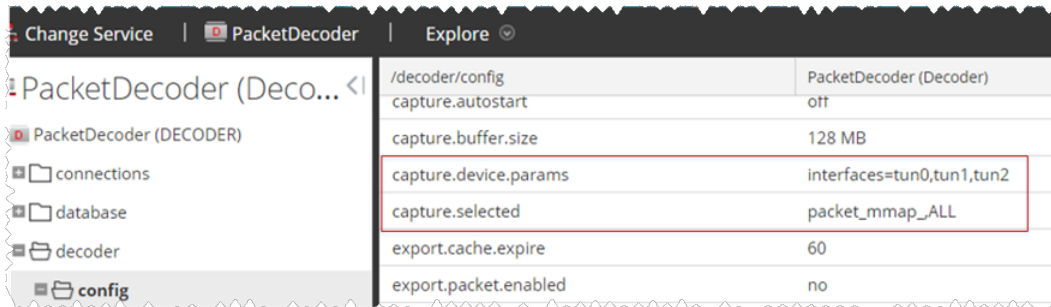 Change Service | D PacketDecoder | Explore
PacketDecoder (Deco...
D PacketDecoder (DECODER)
connections
database
decoder
config
/decoder/config PacketDecoder (Decoder)
capture.autostart off
capture.buffer.size 128 MB
capture.device.params interfaces=tun0,tun1,tun2
capture.selected packet_mmap_,ALL
export.cache.expire 60
export.packet.enabled no